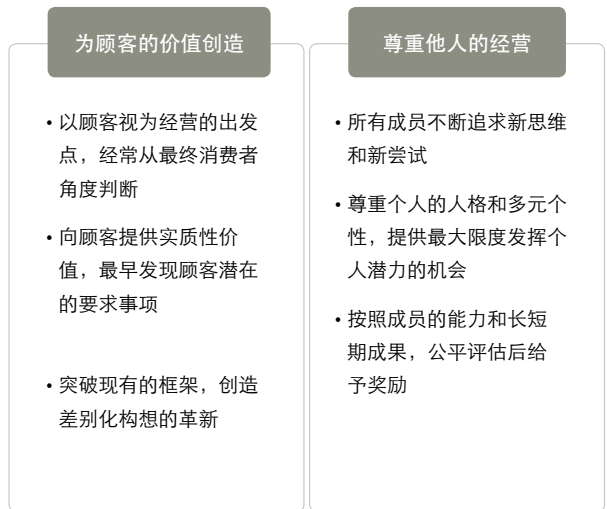 为顾客的价值创造
• 以顾客视为经营的出发
点，经常从最终消费者
角度判断
• 向顾客提供实质性价
值，最早发现顾客潜在
的要求事项
• 突破现有的框架，创造
差别化构想的革新
尊重他人的经营
• 所有成员不断追求新思维
和新尝试
• 尊重个人的人格和多元个
性，提供最大限度发挥个
人潜力的机会
• 按照成员的能力和长短
期成果，公平评估后给
予奖励